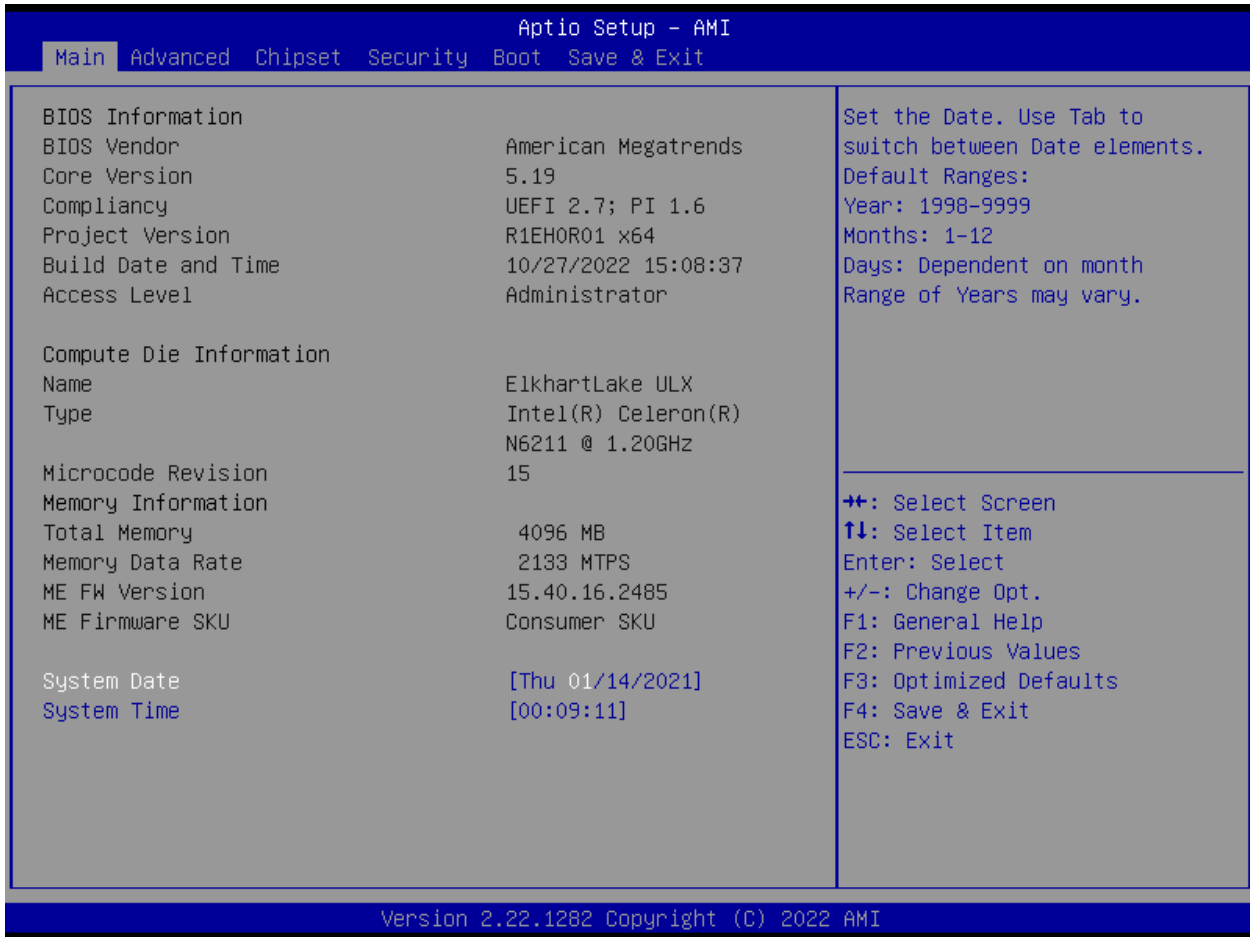 Aptio Setup – AMI
Main Advanced Chipset Security Boot Save & Exit
BIOS Information
BIOS Vendor American Megatrends
Core Version 5.19
Compliancy UEFI 2.7; PI 1.6
Project Version R1EH0R01 x64
Build Date and Time 10/27/2022 15:08:37
Access Level Administrator
Compute Die Information
Name ElkhartLake ULX
Type Intel(R) Celeron(R)
N6211 @ 1.20GHz
Microcode Revision 15
Memory Information
Total Memory 4096 MB
Memory Data Rate 2133 MTPS
ME FW Version 15.40.16.2485
ME Firmware SKU Consumer SKU
System Date [Thu 01/14/2021]
System Time [00:09:11]
Set the Date. Use Tab to
switch between Date elements.
Default Ranges:
Year: 1998–9999
Months: 1–12
Days: Dependent on month
Range of Years may vary.
→←: Select Screen
↑↓: Select Item
Enter: Select
+/–: Change Opt.
F1: General Help
F2: Previous Values
F3: Optimized Defaults
F4: Save & Exit
ESC: Exit
Version 2.22.1282 Copyright (C) 2022 AMI